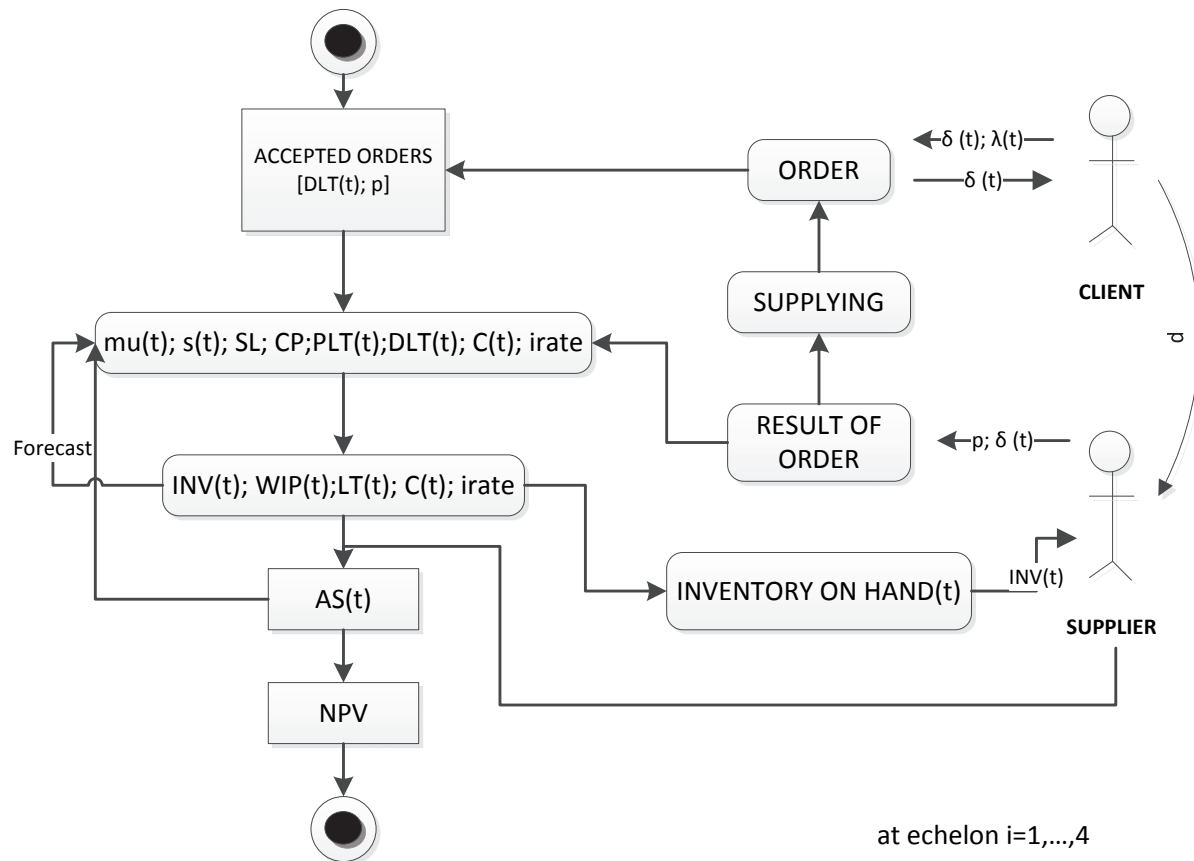 ACCEPTED ORDERS
[DLT(t); p]
ORDER
δ (t); λ(t)
δ (t)
CLIENT
SUPPLYING
d
mu(t); s(t); SL; CP;PLT(t);DLT(t); C(t); irate
RESULT OF
ORDER
p; δ (t)
Forecast
INV(t); WIP(t);LT(t); C(t); irate
INVENTORY ON HAND(t)
INV(t)
SUPPLIER
AS(t)
NPV
at echelon i=1,...,4